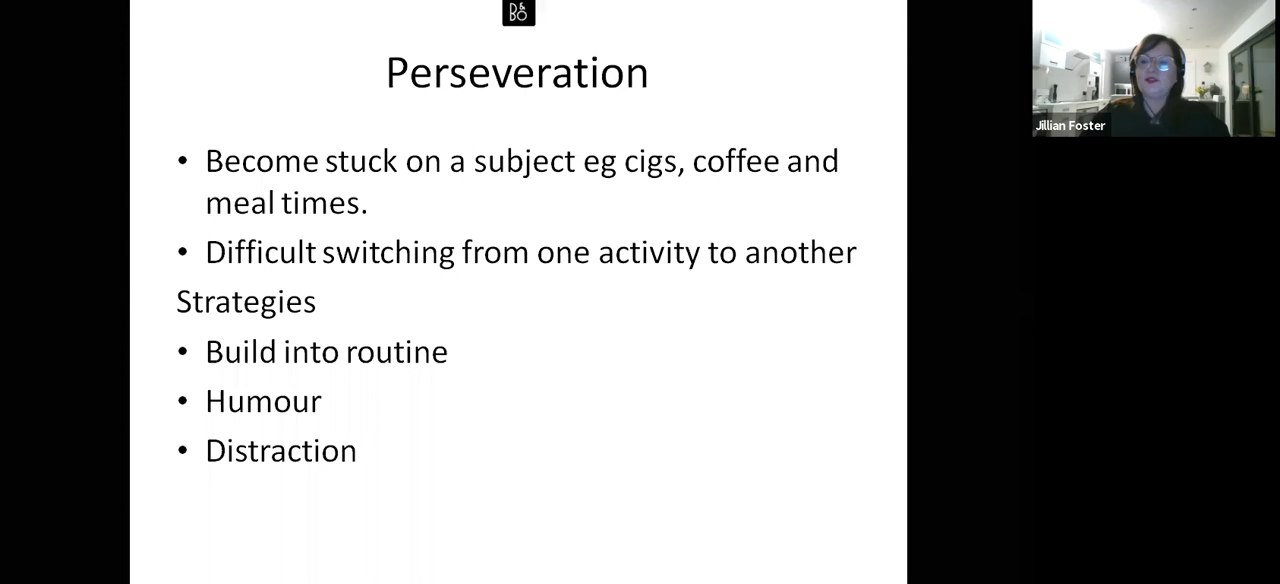 B&BO
Perseveration
• Become stuck on a subject eg cigs, coffee and
meal times.
• Difficult switching from one activity to another
Strategies
• Build into routine
• Humour
• Distraction
Jillian Foster